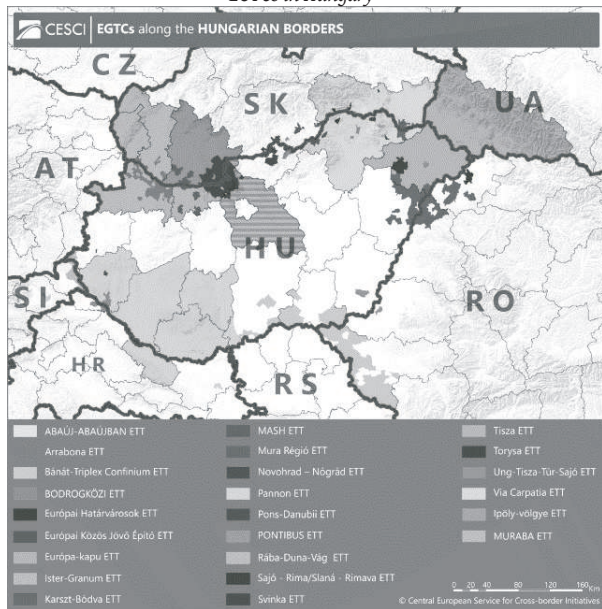 EGTCs in Hungary
CESCI EGTCs along the HUNGARIAN BORDERS
CZ
SK
UA
AT
HU
SI
RO
HR
RS
ABAÚJ-ABAÚJBAN ETT
Arrabona ETT
Bánát-Triplex Confinium ETT
BODROGKÖZI ETT
Európai Határvárosok ETT
Európai Közös Jövő Építő ETT
Európa-kapu ETT
Ister-Granum ETT
Karszt-Bódva ETT
MASH ETT
Mura Régió ETT
Novohrad – Nógrád ETT
Pannon ETT
Pons-Danubii ETT
PONTIBUS ETT
Rába-Duna-Vág ETT
Sajó - Rima/Slaná - Rimava ETT
Svinka ETT
Tisza ETT
Torysa ETT
Ung-Tisza-Túr-Sajó ETT
Via Carpatia ETT
Ipoly-völgye ETT
MURABA ETT
0 20 40 80 120 160 Km
© Central European Service for Cross-border Initiatives